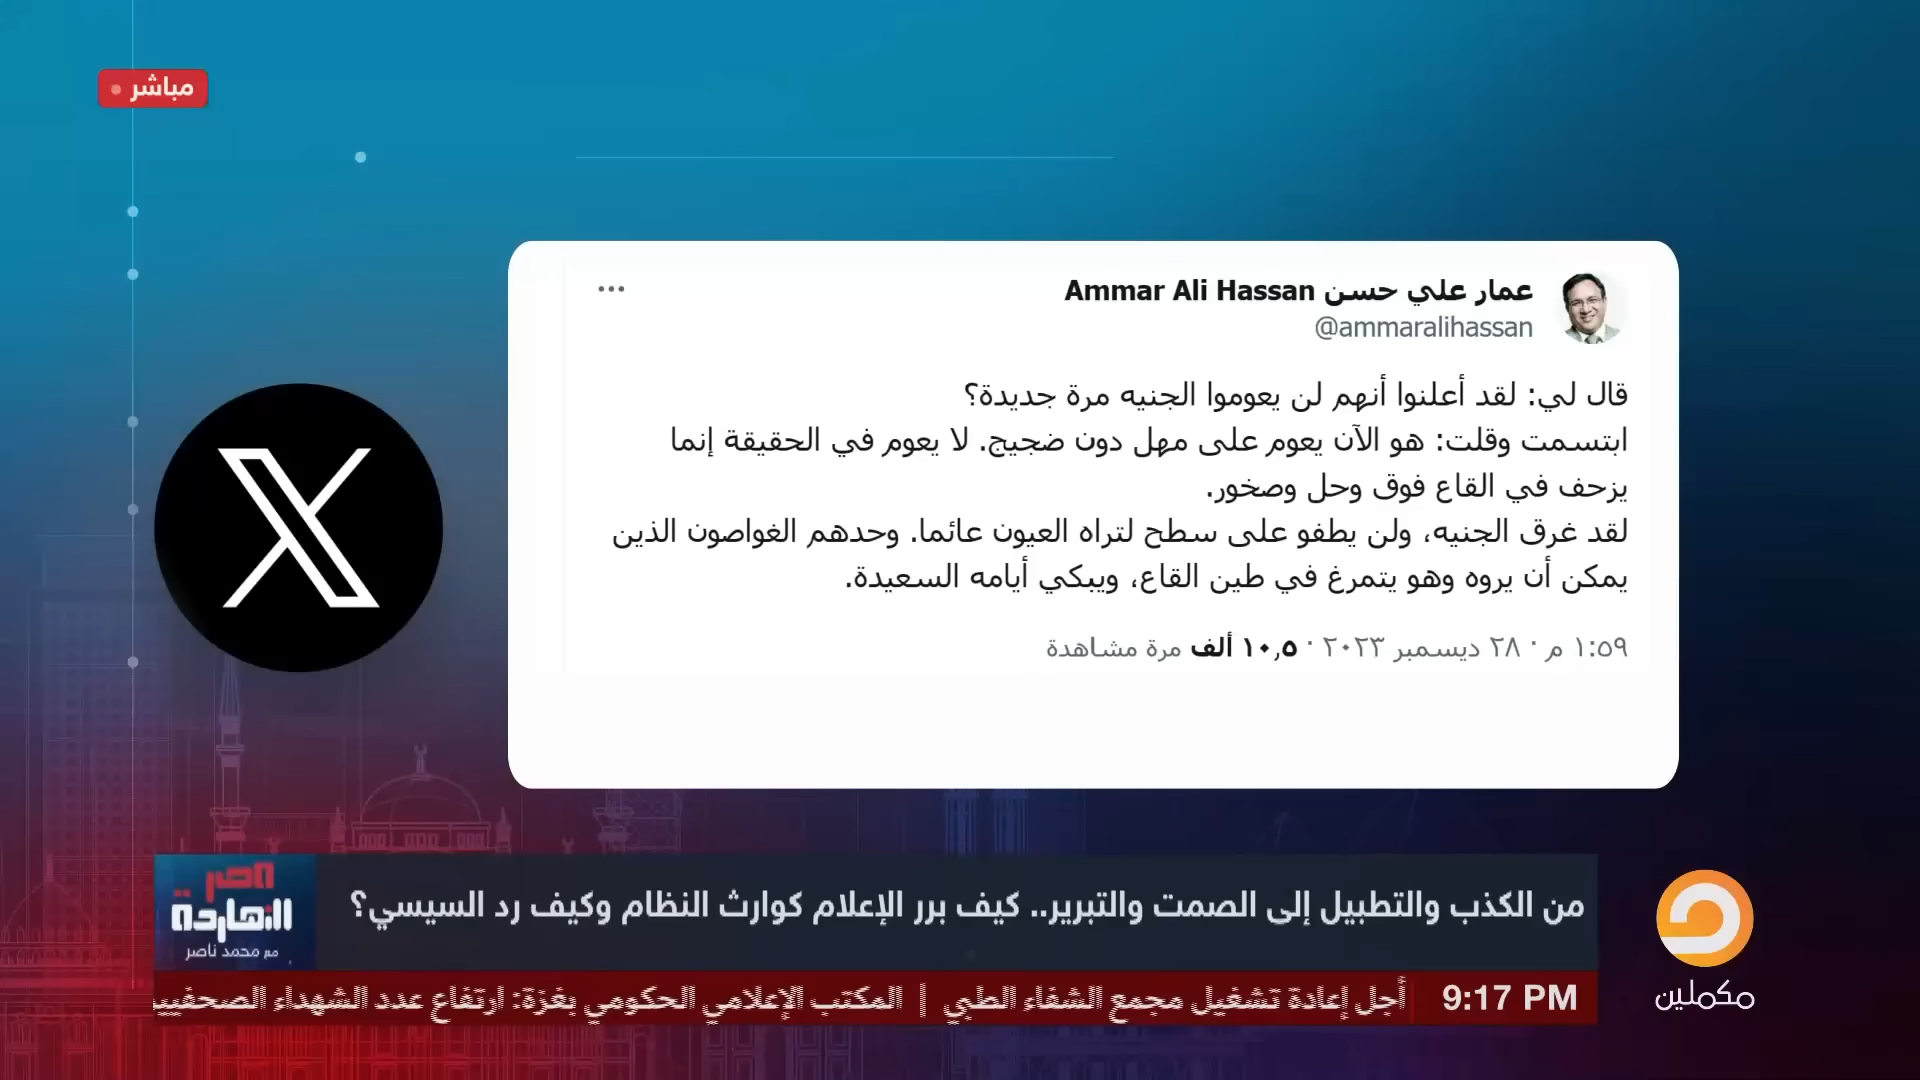 مباشر
عمار علي حسن Ammar Ali Hassan
@ammaralihassan
قال لي: لقد أعلنوا أنهم لن يعوموا الجنيه مرة جديدة؟
ابتسمت وقلت: هو الآن يعوم على مهل دون ضجيج. لا يعوم في الحقيقة إنما
يزحف في القاع فوق وحل وصخور.
لقد غرق الجنيه، ولن يطفو على سطح لتراه العيون عائما. وحدهم الغواصون الذين
يمكن أن يروه وهو يتمرغ في طين القاع، ويبكي أيامه السعيدة.
١:٥٩ م · ٢٨ ديسمبر ٢٠٢٣ · ١٠,٥ ألف مرة مشاهدة
مصر
النهاردة
مع محمد ناصر
من الكذب والتطبيل إلى الصمت والتبرير.. كيف برر الإعلام كوارث النظام وكيف رد السيسي؟
9:17 PM
أجل إعادة تشغيل مجمع الشفاء الطبي | المكتب الإعلامي الحكومي بغزة: ارتفاع عدد الشهداء الصحفيين
مكملين